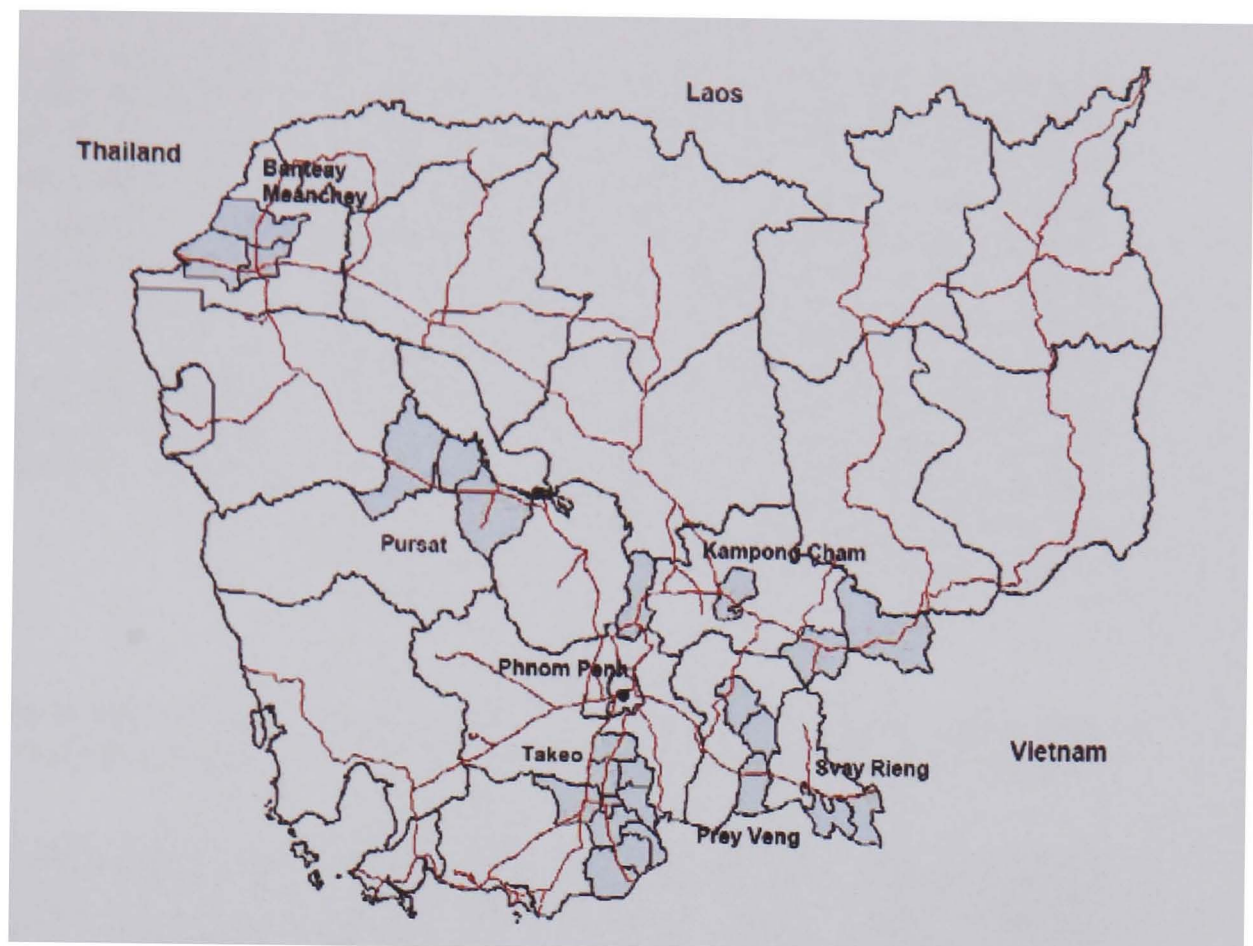 Laos
Thailand
Banteay
Meanchey
Pursat
Kampong Cham
Phnom Penh
Takeo
Vietnam
Svay Rieng
Prey Veng